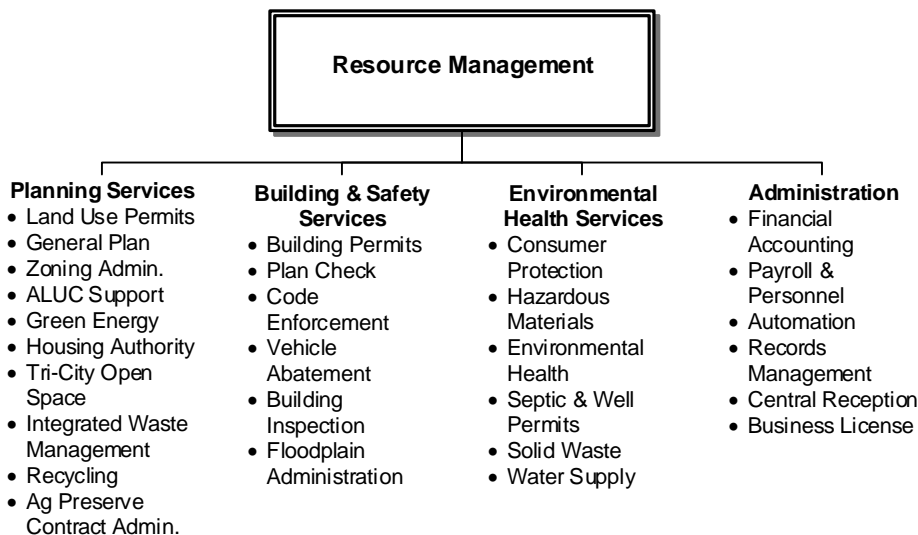 Resource Management
Planning Services
• Land Use Permits
• General Plan
• Zoning Admin.
• ALUC Support
• Green Energy
• Housing Authority
• Tri-City Open
Space
• Integrated Waste
Management
• Recycling
• Ag Preserve
Contract Admin.
Building & Safety
Services
• Building Permits
• Plan Check
• Code
Enforcement
• Vehicle
Abatement
• Building
Inspection
• Floodplain
Administration
Environmental
Health Services
• Consumer
Protection
• Hazardous
Materials
• Environmental
Health
• Septic & Well
Permits
• Solid Waste
• Water Supply
Administration
• Financial
Accounting
• Payroll &
Personnel
• Automation
• Records
Management
• Central Reception
• Business License